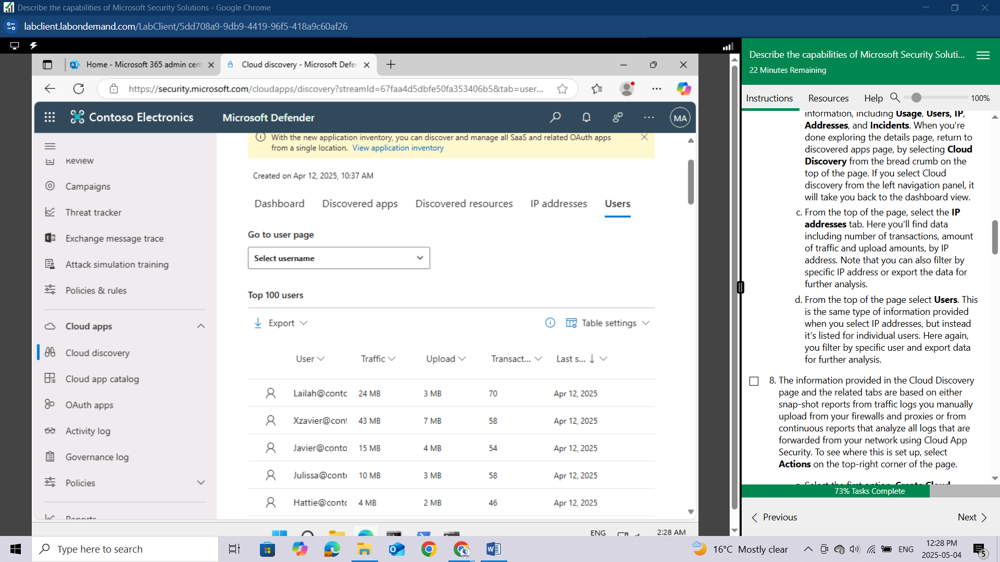 Describe the capabilities of Microsoft Security Solutions - Google Chrome
labclient.labondemand.com/LabClient/5dd708a9-9db9-4419-96f5-418a9c60af26
Home - Microsoft 365 admin cent
Cloud discovery - Microsoft Defer
https://security.microsoft.com/cloudapps/discovery?streamId=67faa4d5dbfe50fa353406b5&tab=user...
Contoso Electronics
Microsoft Defender
MA
Review
Campaigns
Threat tracker
Exchange message trace
Attack simulation training
Policies & rules
Cloud apps
Cloud discovery
Cloud app catalog
OAuth apps
Activity log
Governance log
Policies
Reports
With the new application inventory, you can discover and manage all SaaS and related OAuth apps
from a single location. View application inventory
Created on Apr 12, 2025, 10:37 AM
Dashboard Discovered apps Discovered resources IP addresses Users
Go to user page
Select username
Top 100 users
Export
Table settings
User Traffic Upload Transact... Last s...
Lailah@contc 24 MB 3 MB 70 Apr 12, 2025
Xzavier@cont 43 MB 7 MB 58 Apr 12, 2025
Javier@conto 15 MB 4 MB 54 Apr 12, 2025
Julissa@conto 10 MB 3 MB 58 Apr 12, 2025
Hattie@contc 4 MB 2 MB 46 Apr 12, 2025
ENG
2:28 AM
Describe the capabilities of Microsoft Security Soluti...
22 Minutes Remaining
Instructions Resources Help 100%
information, including Usage, Users, IP,
Addresses, and Incidents. When you're
done exploring the details page, return to
discovered apps page, by selecting Cloud
Discovery from the bread crumb on the
top of the page. If you select Cloud
discovery from the left navigation panel, it
will take you back to the dashboard view.
c. From the top of the page, select the IP
addresses tab. Here you'll find data
including number of transactions, amount
of traffic and upload amounts, by IP
address. Note that you can also filter by
specific IP address or export the data for
further analysis.
d. From the top of the page select Users. This
is the same type of information provided
when you select IP addresses, but instead
it's listed for individual users. Here again,
you filter by specific user and export data
for further analysis.
8. The information provided in the Cloud Discovery
page and the related tabs are based on either
snap-shot reports from traffic logs you manually
upload from your firewalls and proxies or from
continuous reports that analyze all logs that are
forwarded from your network using Cloud App
Security. To see where this is set up, select
Actions on the top-right corner of the page.
a. Select the first option, Create Cloud
73% Tasks Complete
Previous
Next
Type here to search
16°C Mostly clear
ENG
12:28 PM
2025-05-04
5